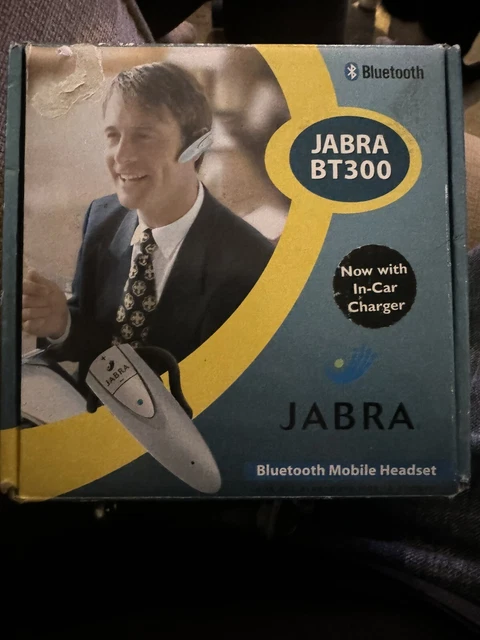 Bluetooth
JABRA
BT300
Now with
In-Car
Charger
JABRA
JABRA
Bluetooth Mobile Headset